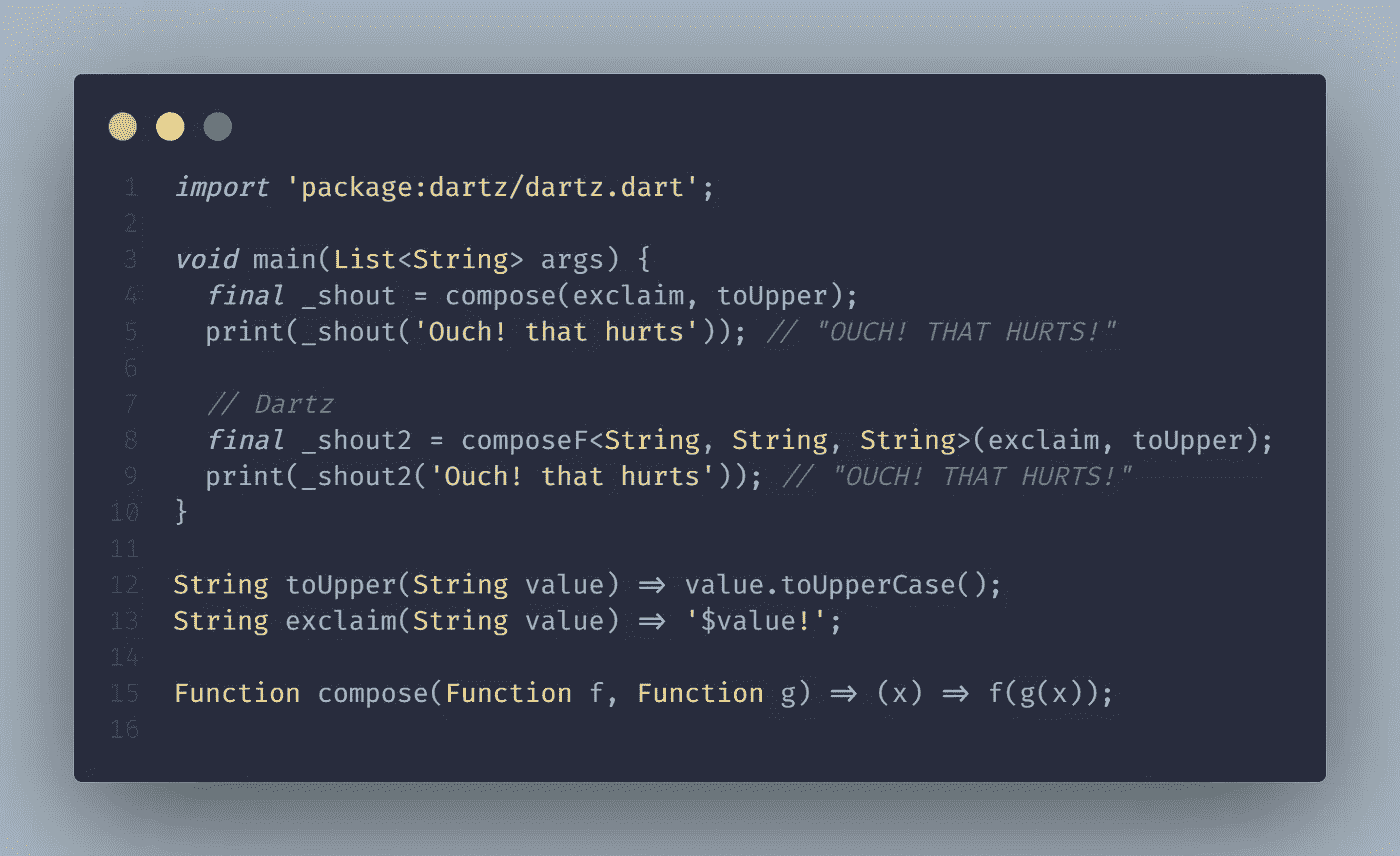 1 import 'package:dartz/dartz.dart';
2
3 void main(List<String> args) {
4 final _shout = compose(exclaim, toUpper);
5 print(_shout('Ouch! that hurts')); // "OUCH! THAT HURTS!"
6
7 // Dartz
8 final _shout2 = composeF<String, String, String>(exclaim, toUpper);
9 print(_shout2('Ouch! that hurts')); // "OUCH! THAT HURTS!"
10 }
11
12 String toUpper(String value) => value.toUpperCase();
13 String exclaim(String value) => '$value!';
14
15 Function compose(Function f, Function g) => (x) => f(g(x));
16